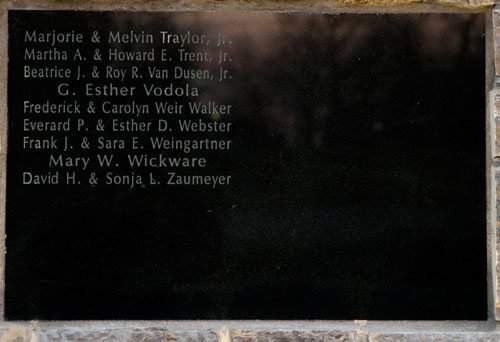 Marjorie & Melvin Traylor, Jr.
Martha A. & Howard E. Trent, Jr.
Beatrice J. & Roy R. Van Dusen, Jr.
G. Esther Vodola
Frederick & Carolyn Weir Walker
Everard P. & Esther D. Webster
Frank J. & Sara E. Weingartner
Mary W. Wickware
David H. & Sonja L. Zaumeyer